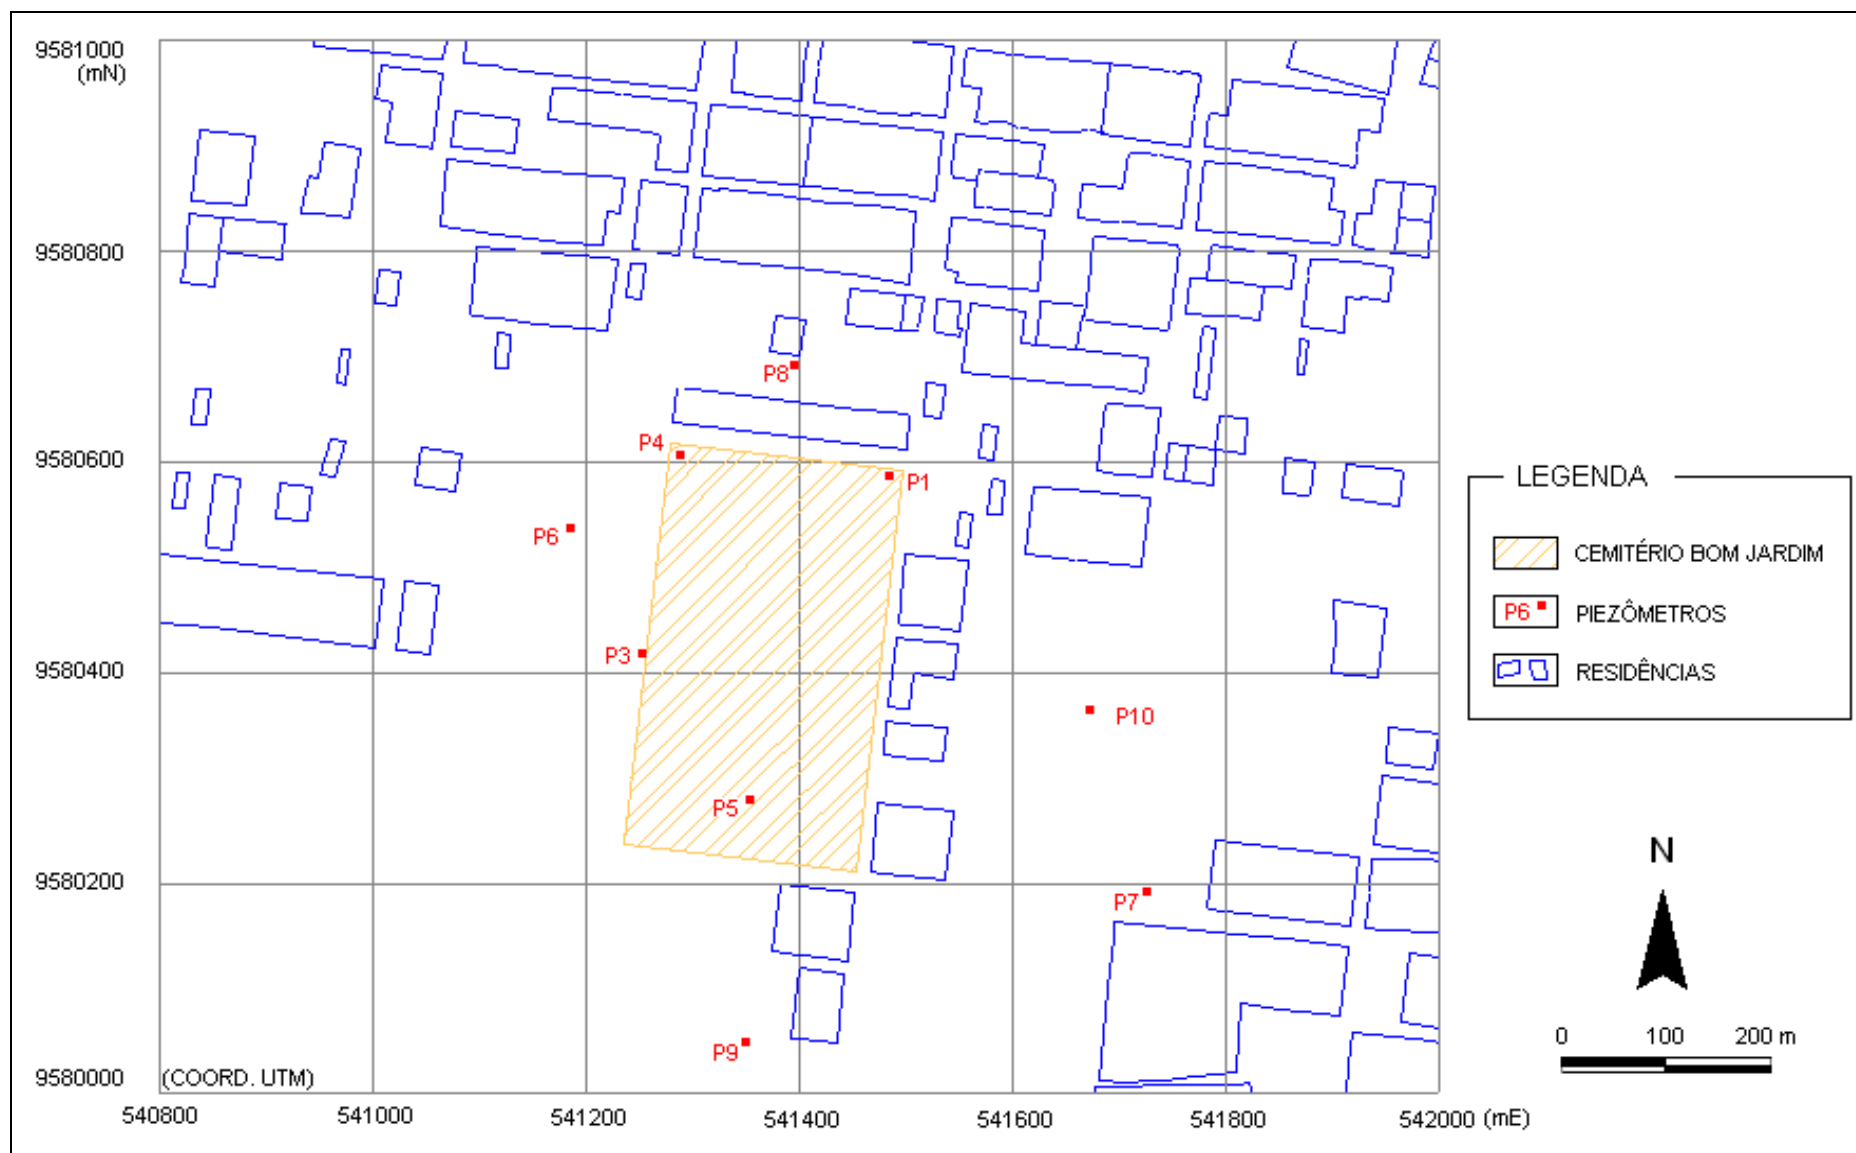 9581000
(mN)
9580800
P8
P4
9580600
P1
P6
P3
9580400
P10
P5
9580200
P7
P9
9580000
(COORD. UTM)
540800
541000
541200
541400
541600
541800
542000 (mE)
LEGENDA
CEMITÉRIO BOM JARDIM
P6
PIEZÔMETROS
RESIDÊNCIAS
N
0 100 200 m